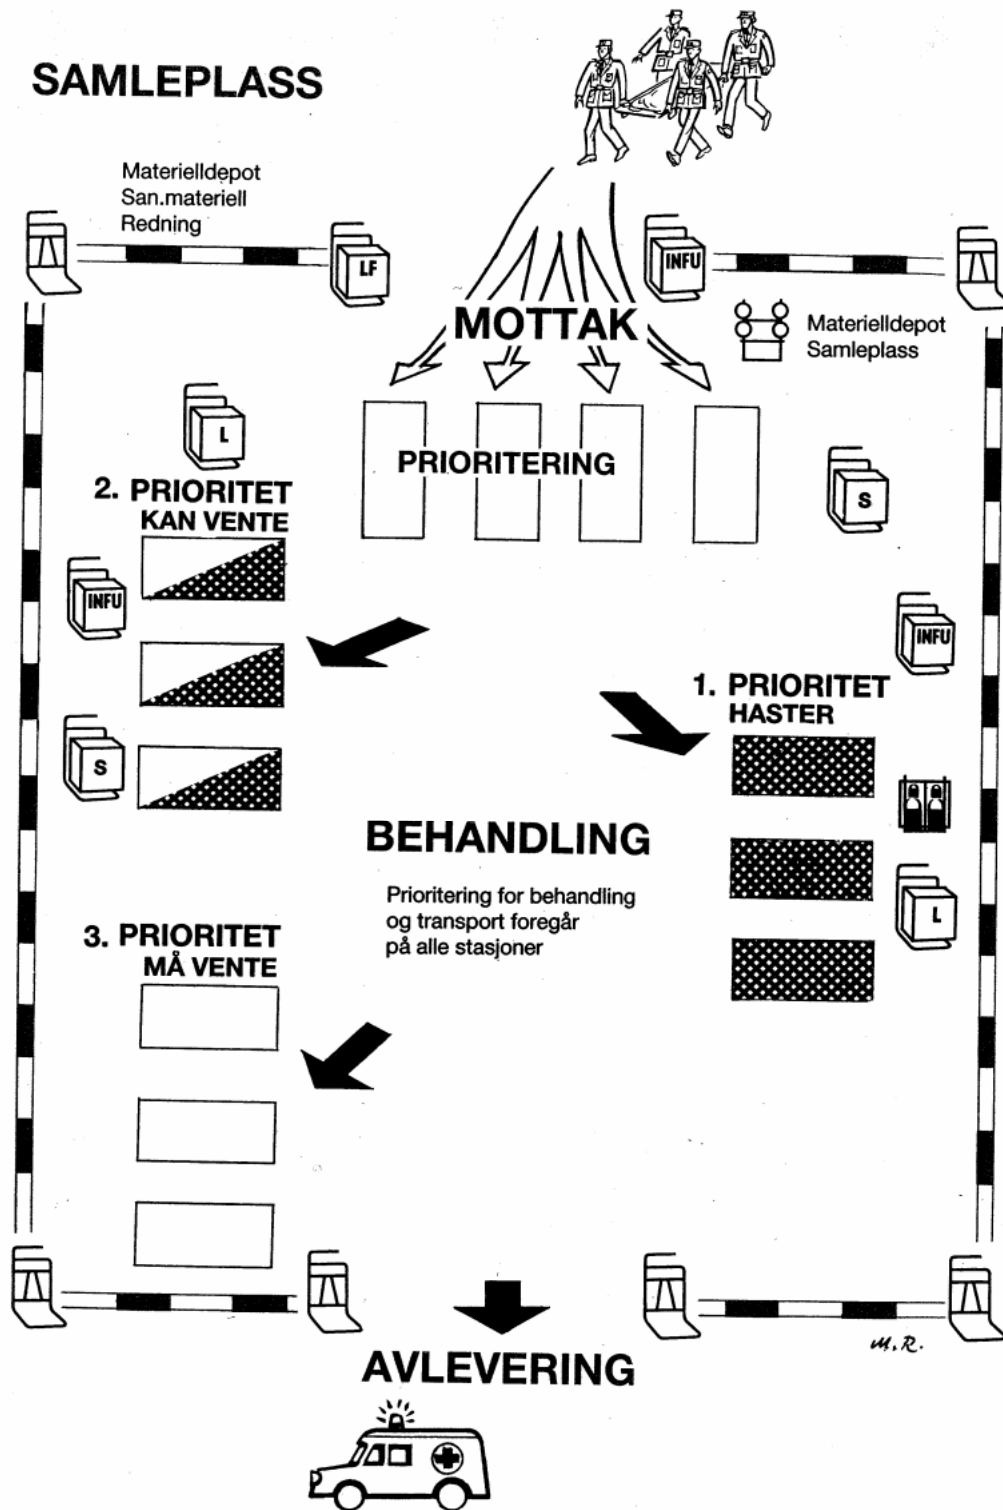 SAMLEPLASS
Materielldepot
San.materiell
Redning
LF
INFU
MOTTAK
Materielldepot
Samleplass
L
PRIORITERING
S
2. PRIORITET
KAN VENTE
INFU
INFU
1. PRIORITET
HASTER
S
BEHANDLING
Prioritering for behandling
og transport foregår
på alle stasjoner
L
3. PRIORITET
MÅ VENTE
M.R.
AVLEVERING